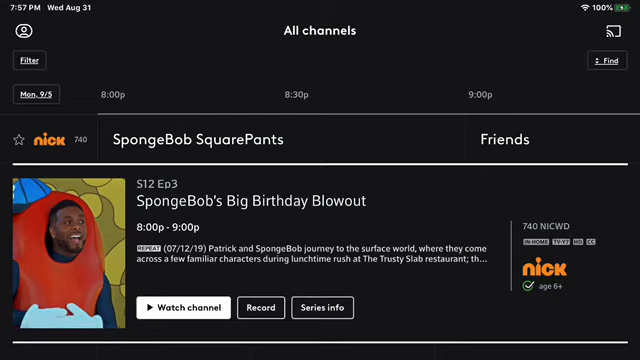 7:57 PM Wed Aug 31
100%
All channels
Filter
Find
Mon, 9/5
8:00p 8:30p 9:00p
nick 740 SpongeBob SquarePants Friends
S12 Ep3
SpongeBob's Big Birthday Blowout
8:00p - 9:00p
REPEAT (07/12/19) Patrick and SpongeBob journey to the surface world, where they come
across a few familiar characters during lunchtime rush at The Trusty Slab restaurant; th...
Watch channel Record Series info
740 NICWD
IN-HOME TV-Y7 HD CC
nick
age 6+